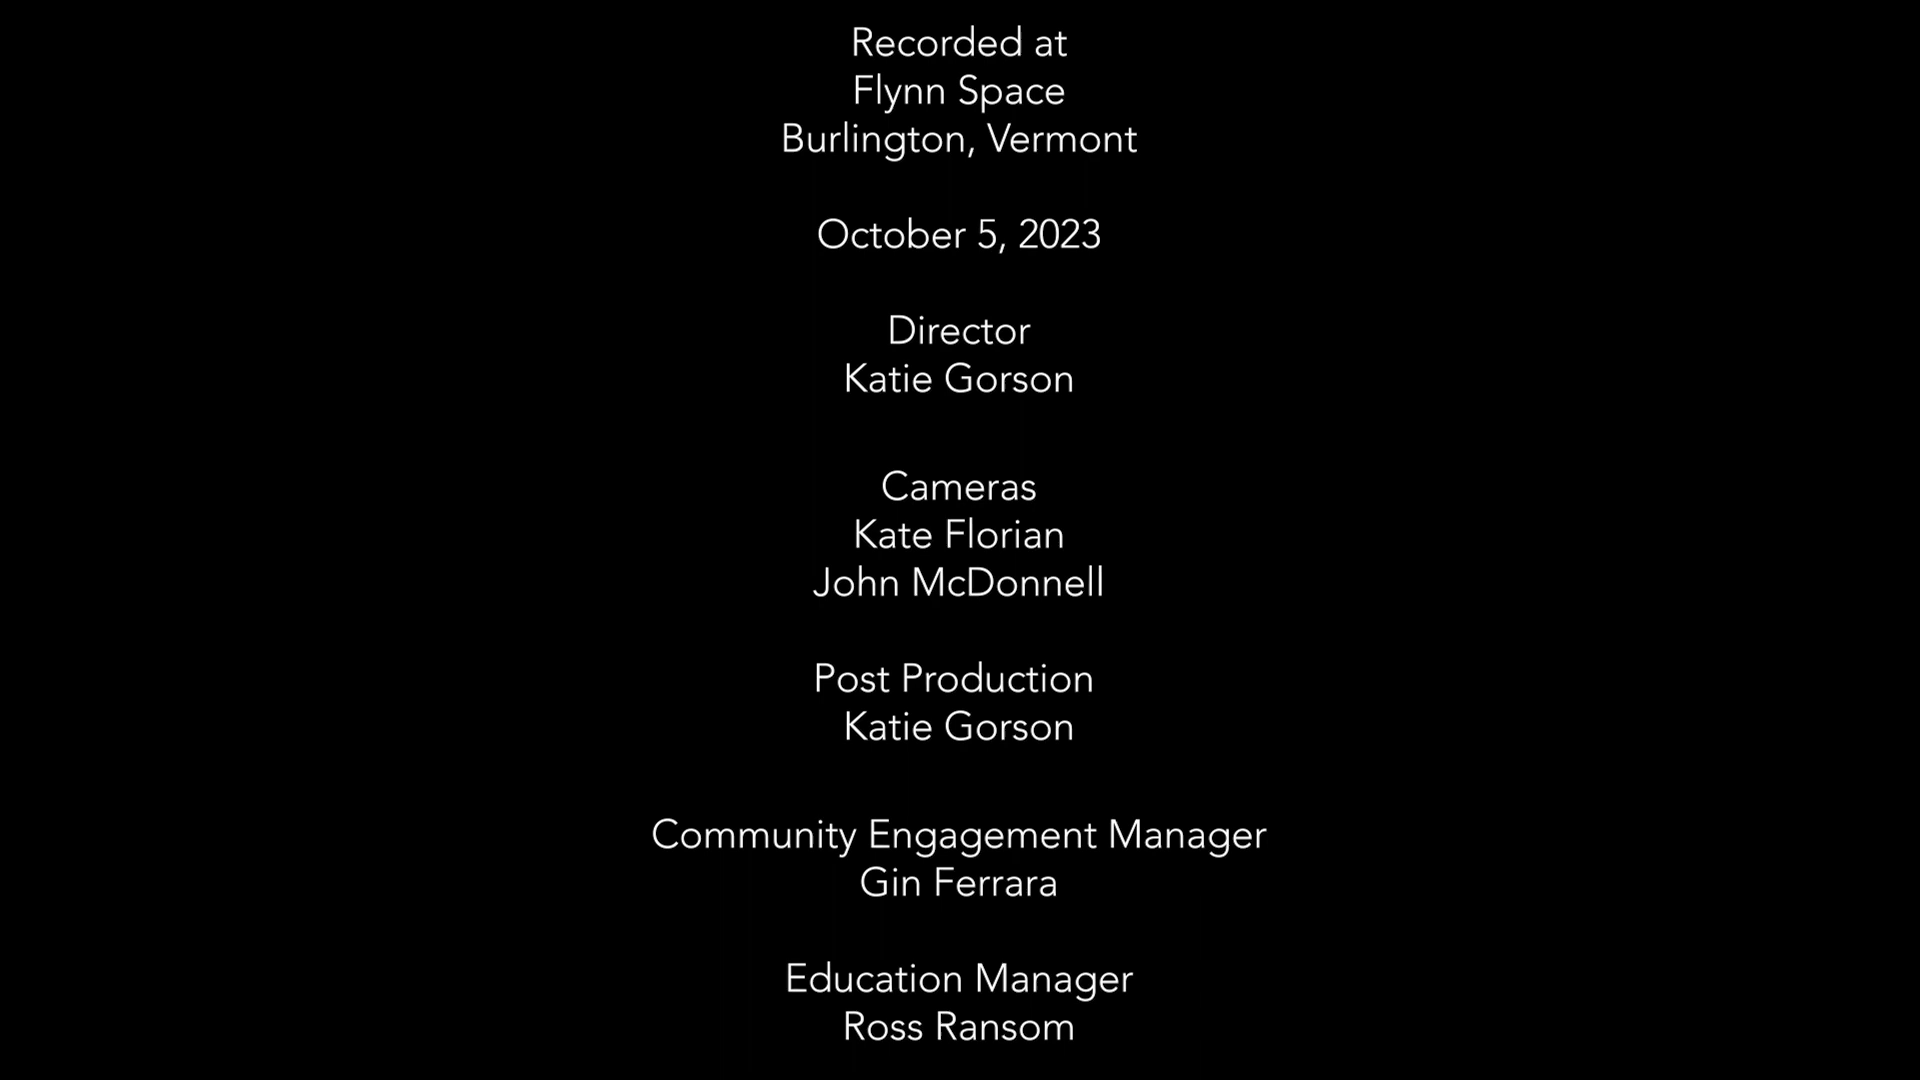 Recorded at
Flynn Space
Burlington, Vermont
October 5, 2023
Director
Katie Gorson
Cameras
Kate Florian
John McDonnell
Post Production
Katie Gorson
Community Engagement Manager
Gin Ferrara
Education Manager
Ross Ransom